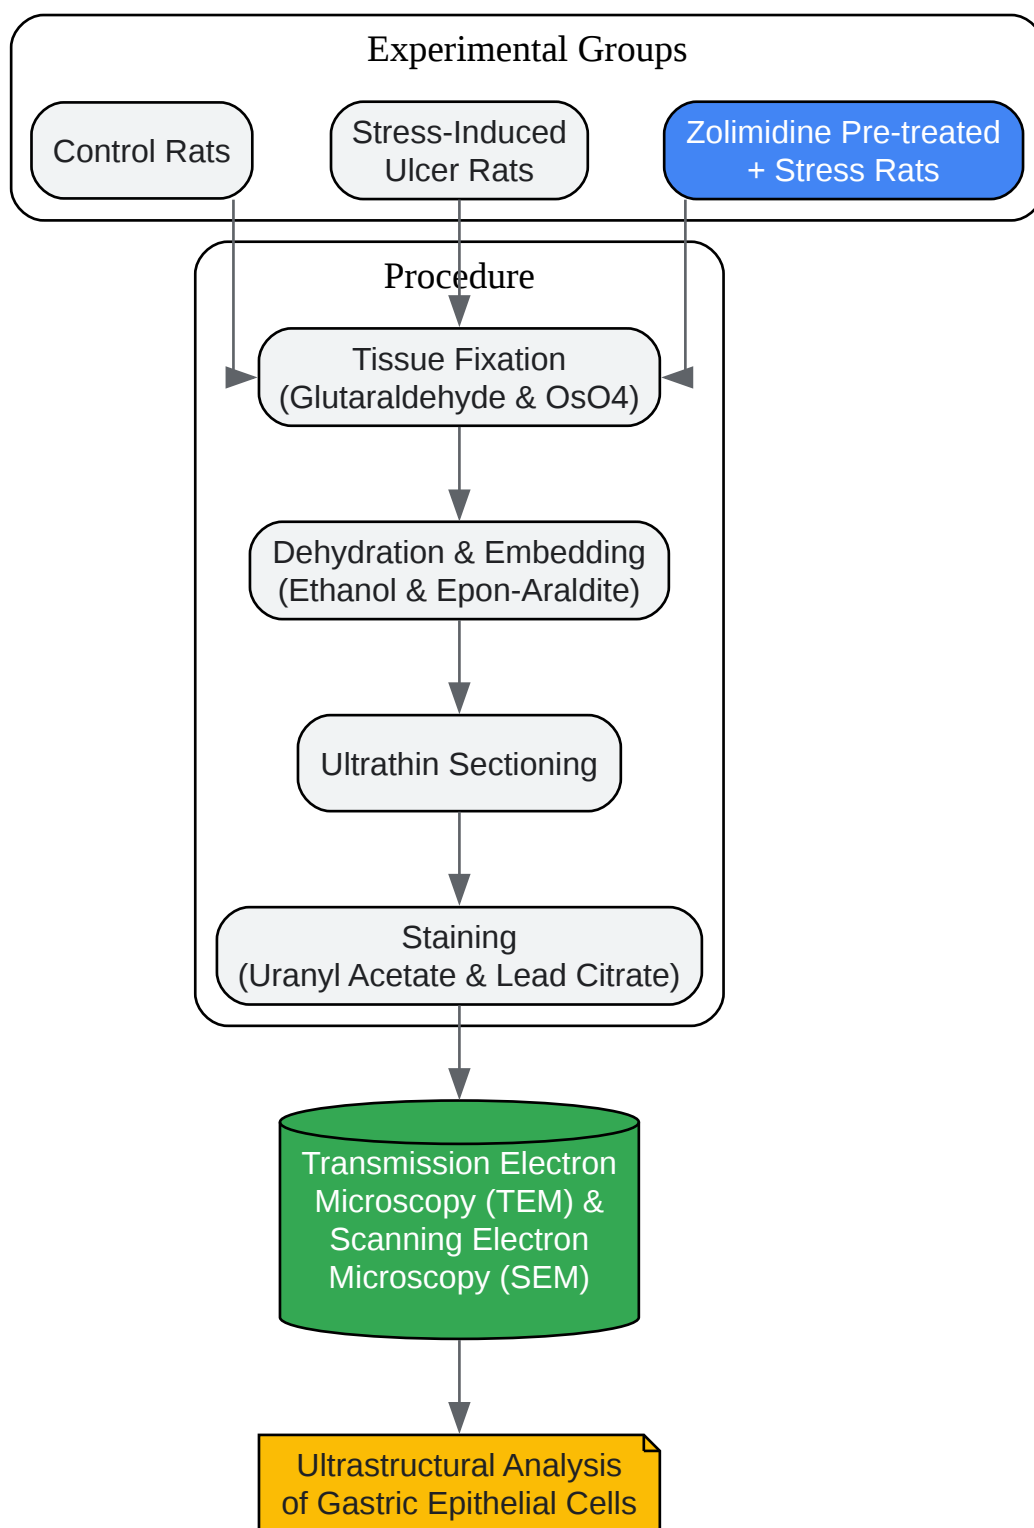 Experimental Groups
Control Rats
Stress-Induced
Ulcer Rats
Zolimidine Pre-treated
+ Stress Rats
Procedure
Tissue Fixation
(Glutaraldehyde & OsO4)
Dehydration & Embedding
(Ethanol & Epon-Araldite)
Ultrathin Sectioning
Staining
(Uranyl Acetate & Lead Citrate)
Transmission Electron
Microscopy (TEM) &
Scanning Electron
Microscopy (SEM)
Ultrastructural Analysis
of Gastric Epithelial Cells